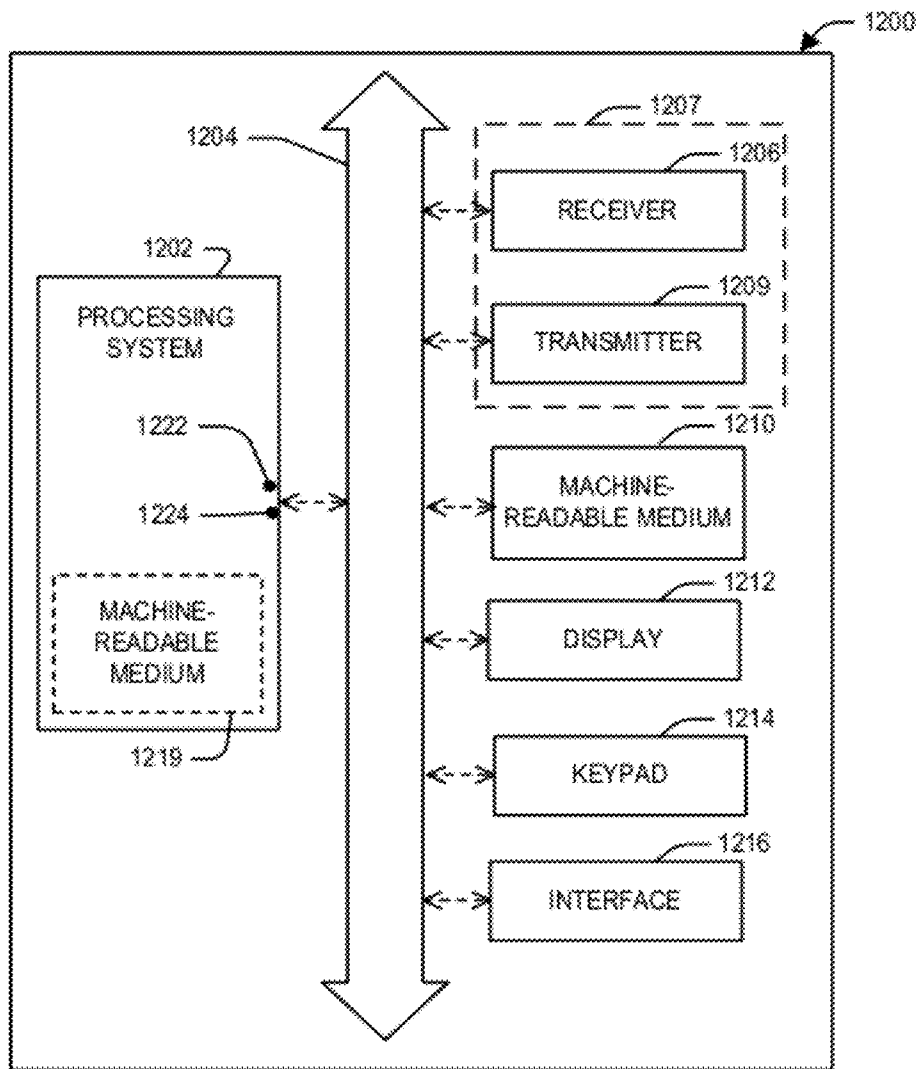 1200
1207
1204
1206
RECEIVER
1202
PROCESSING
SYSTEM
1209
TRANSMITTER
1210
1222
MACHINE-
READABLE MEDIUM
1224
1212
MACHINE-
READABLE
MEDIUM
DISPLAY
1219
1214
KEYPAD
1216
INTERFACE